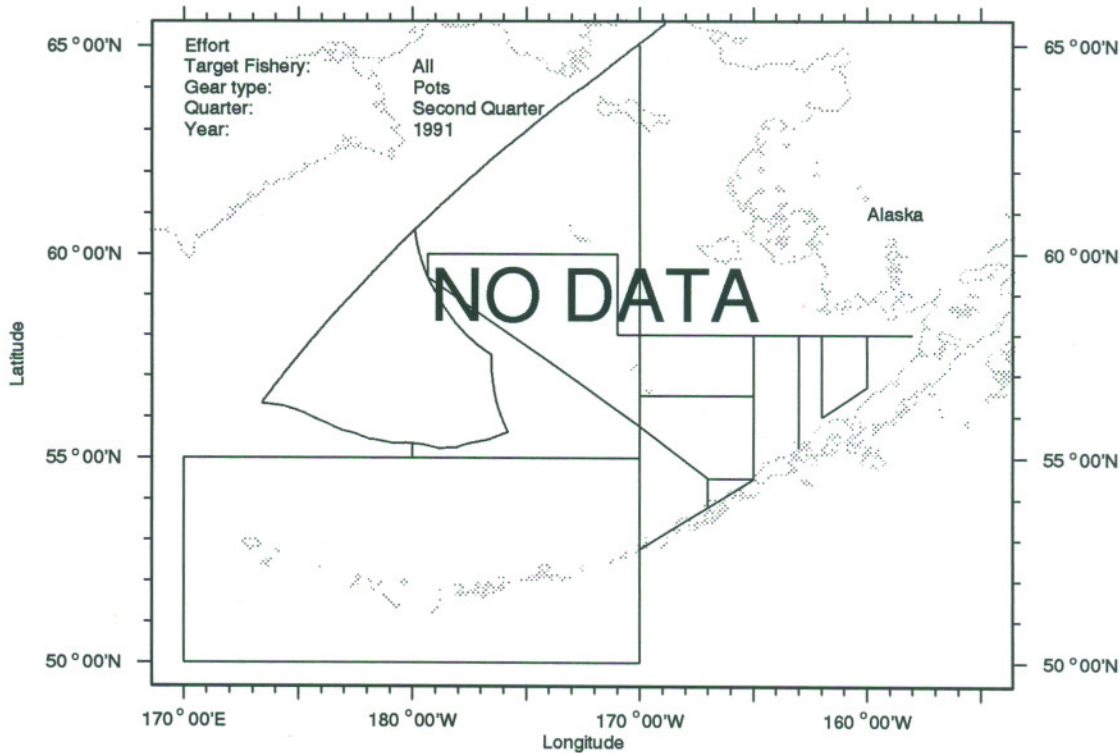 Effort
Target Fishery: All
Gear type: Pots
Quarter: Second Quarter
Year: 1991
65°00'N
65°00'N
Alaska
60°00'N
60°00'N
NO DATA
Latitude
55°00'N
55°00'N
50°00'N
50°00'N
170°00'E
180°00'W
170°00'W
160°00'W
Longitude